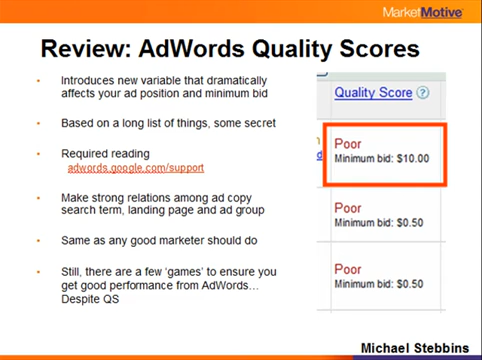 MarketMotive
Review: AdWords Quality Scores
Introduces new variable that dramatically
affects your ad position and minimum bid
Based on a long list of things, some secret
Required reading
adwords.google.com/support
Make strong relations among ad copy
search term, landing page and ad group
Same as any good marketer should do
Still, there are a few ‘games’ to ensure you
get good performance from AdWords…
Despite QS
Quality Score ?
Poor
Minimum bid: $10.00
Poor
Minimum bid: $0.50
Poor
Minimum bid: $0.50
Michael Stebbins